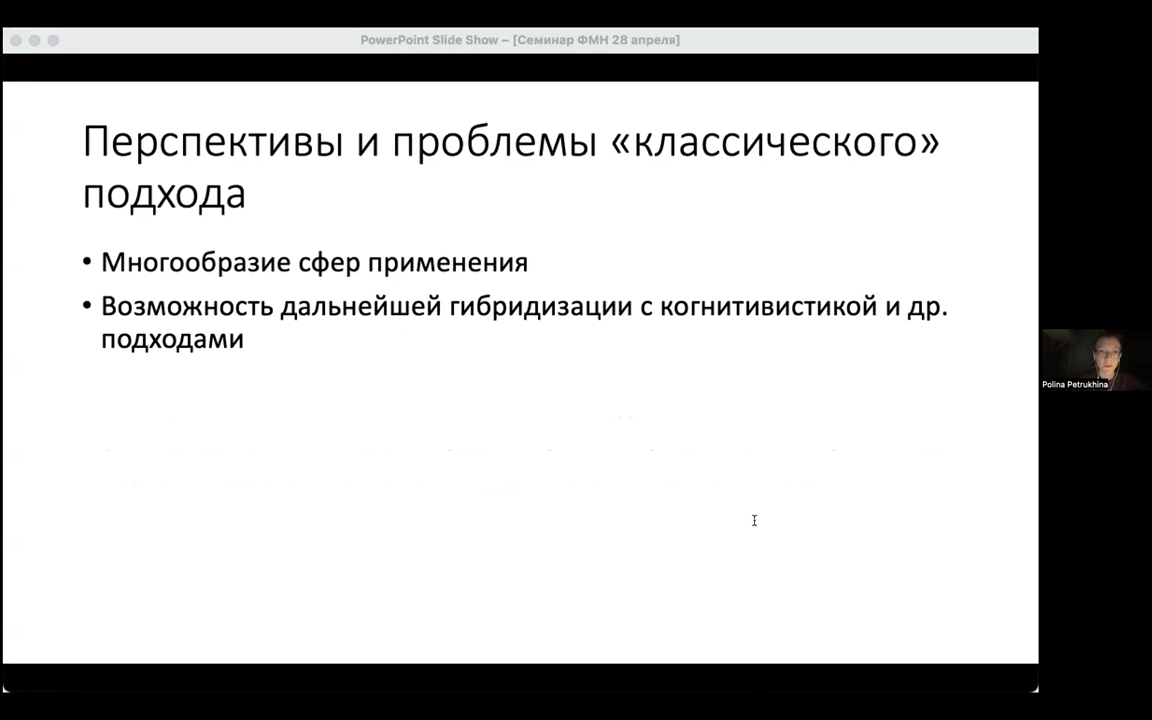 PowerPoint Slide Show – [Семинар ФМН 28 апреля]
Перспективы и проблемы «классического»
подхода
• Многообразие сфер применения
• Возможность дальнейшей гибридизации с когнитивистикой и др.
подходами
Polina Petrukhina